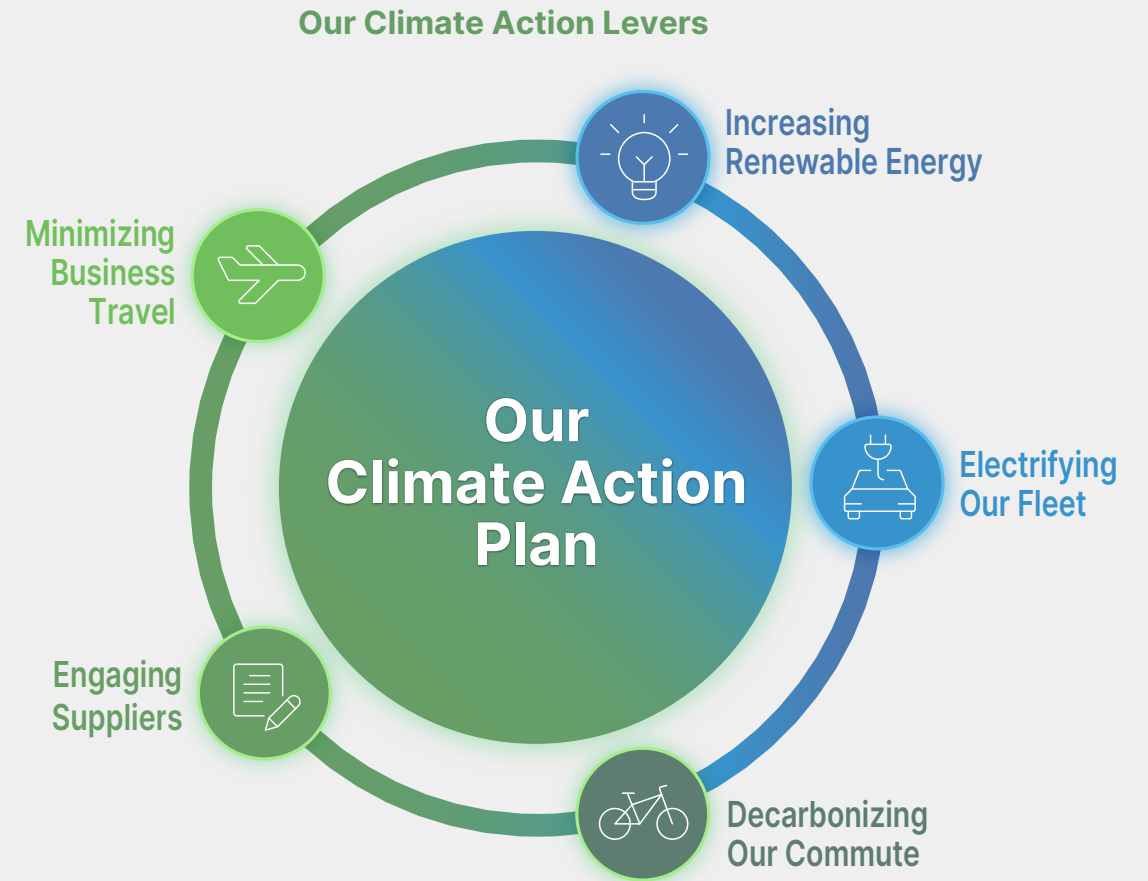 Our Climate Action Levers
Increasing
Renewable Energy
Minimizing
Business
Travel
Our
Climate Action
Plan
Electrifying
Our Fleet
Engaging
Suppliers
Decarbonizing
Our Commute